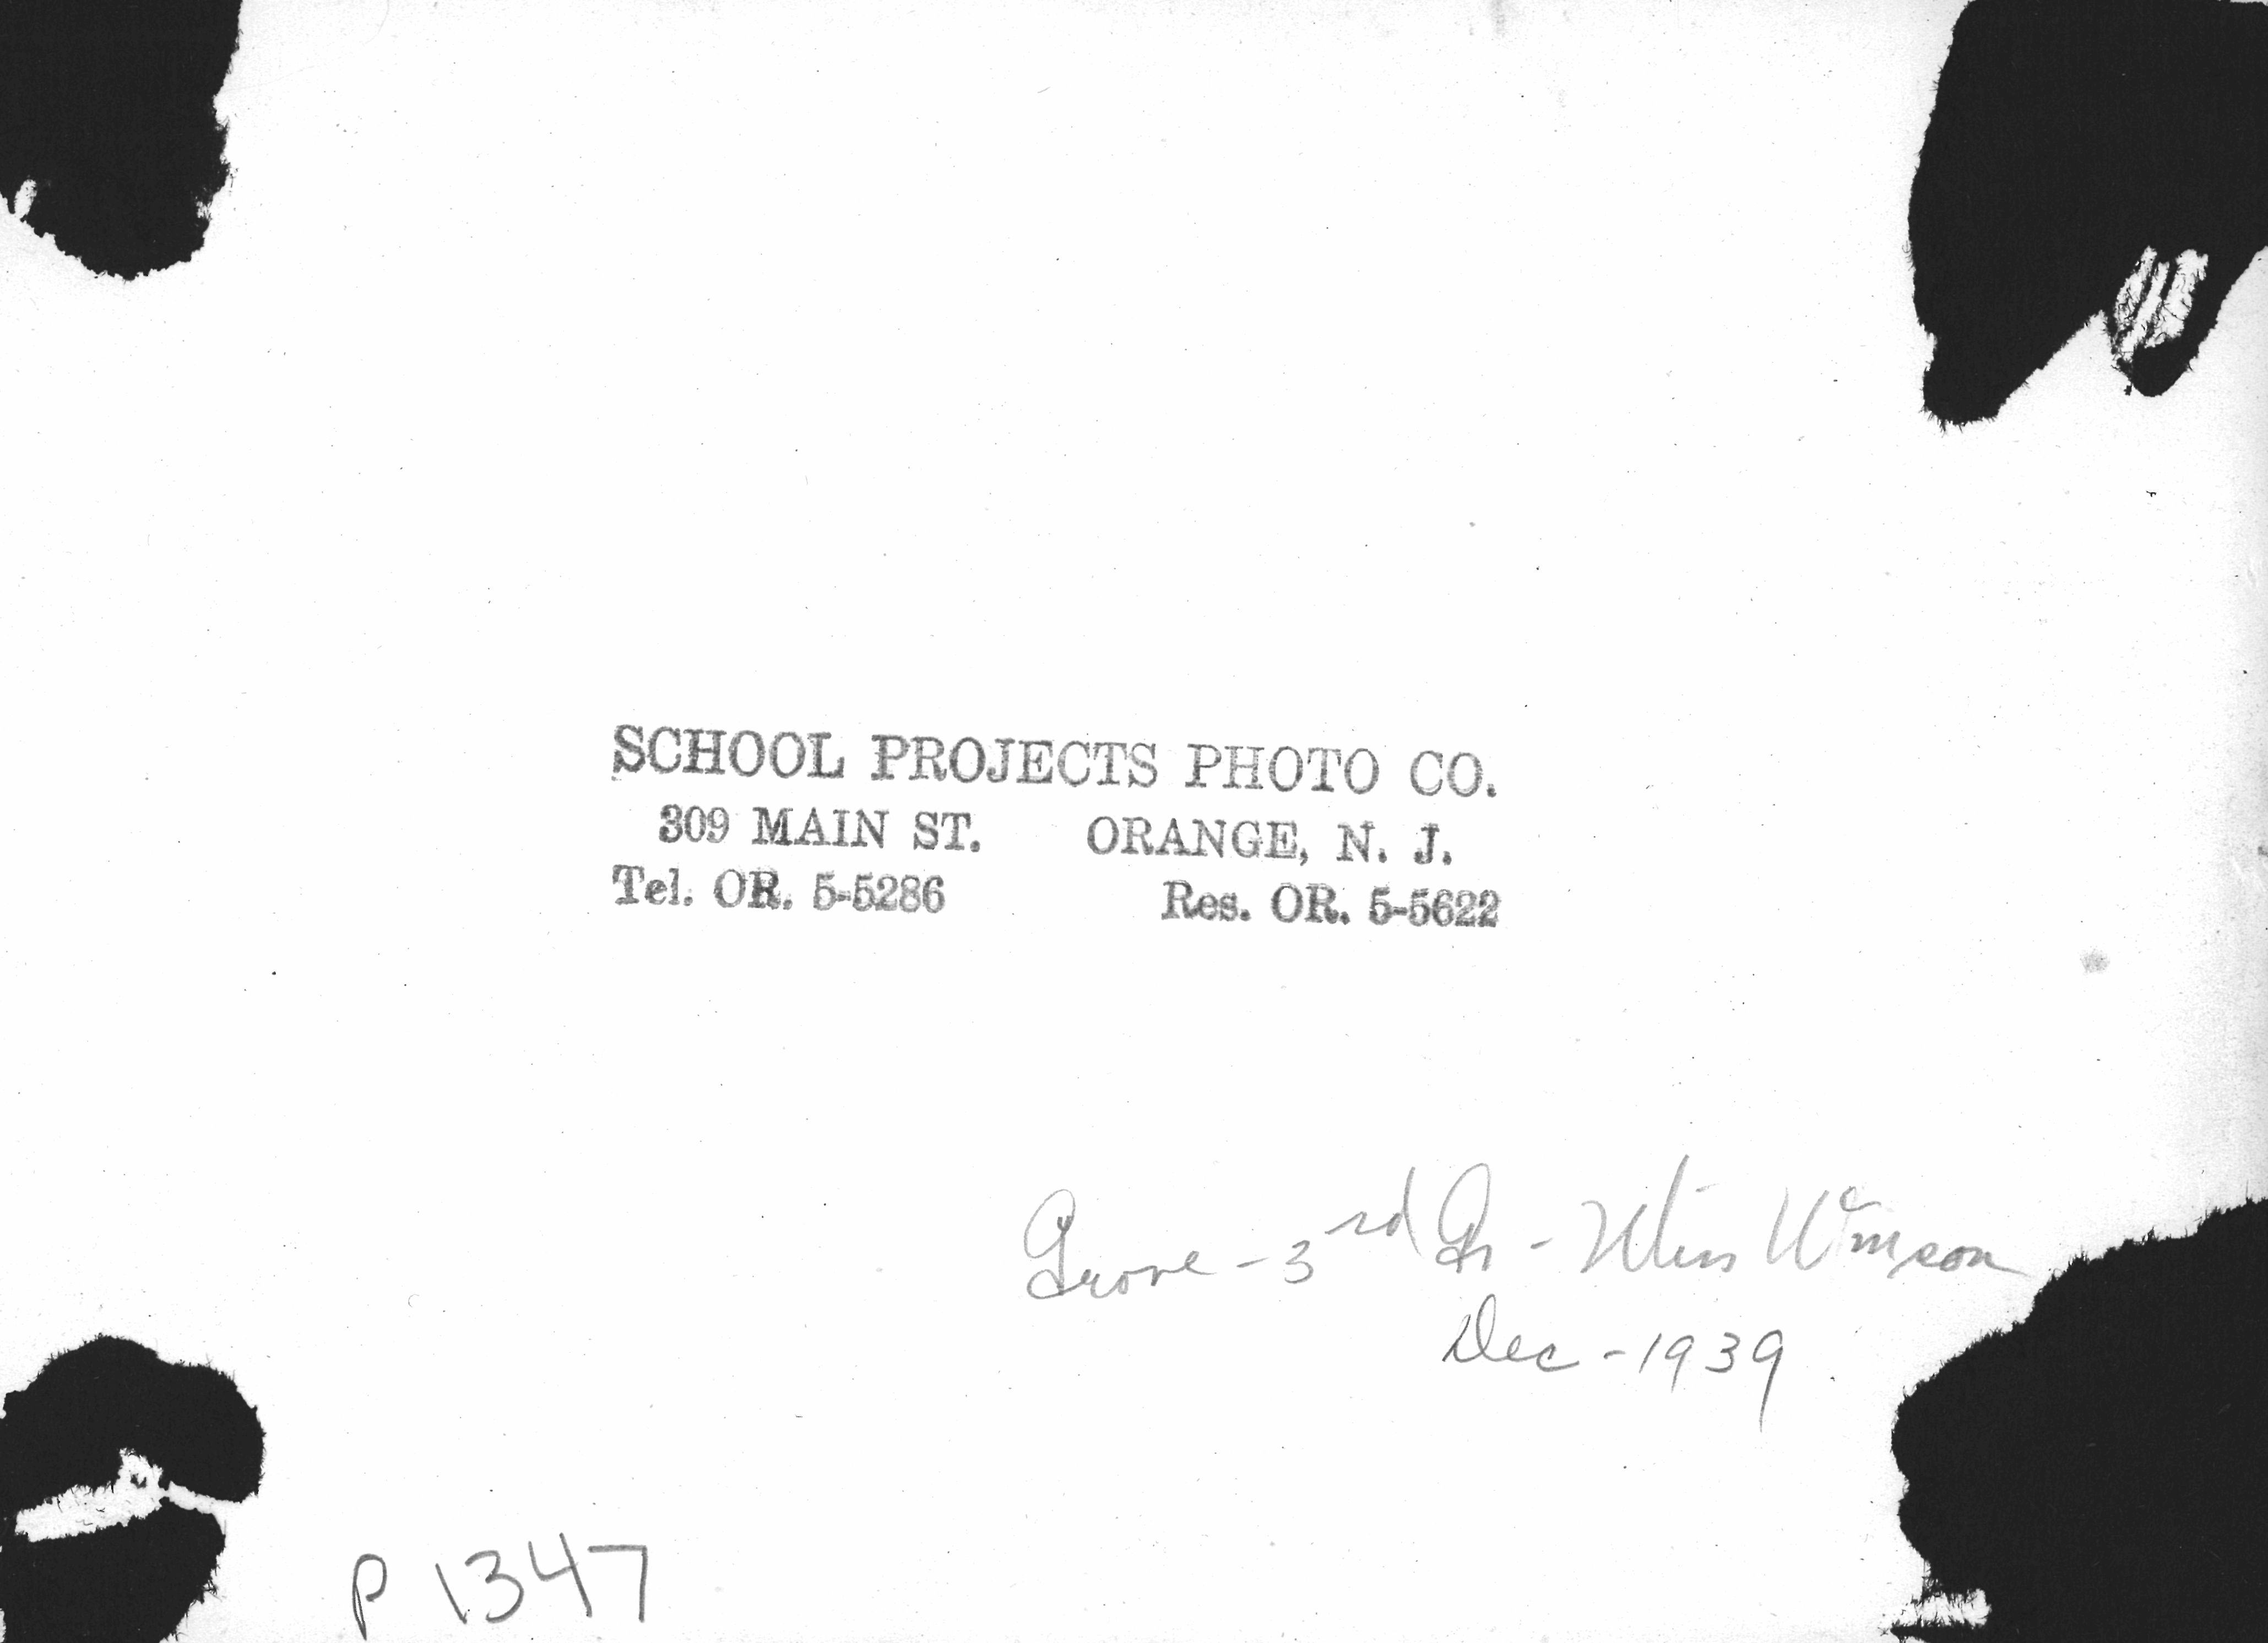 SCHOOL PROJECTS PHOTO CO.
309 MAIN ST. ORANGE, N. J.
Tel. OR. 5-5286 Res. OR. 5-5622
Grove - 3rd Gr - Miss
Dec - 1939
P 1347